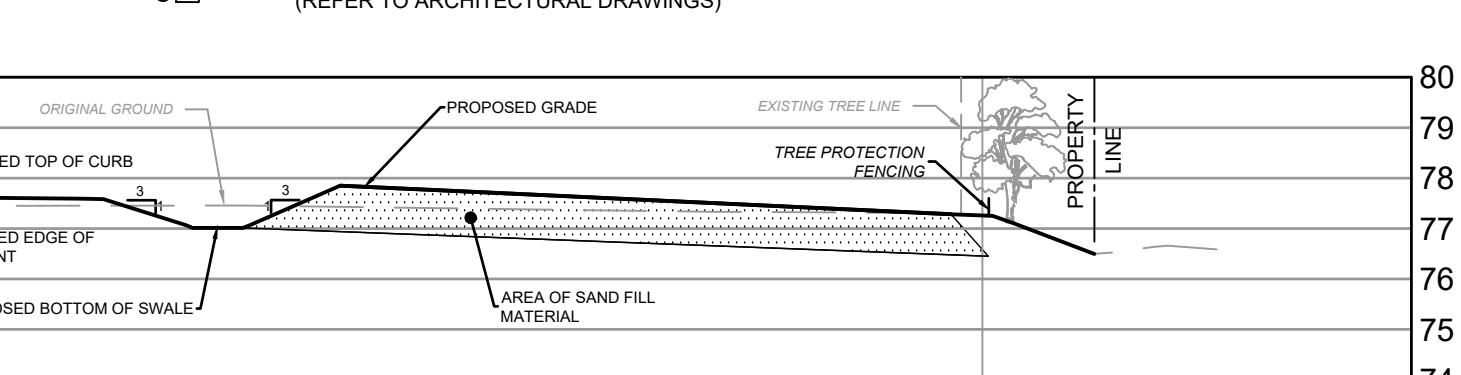 (REFER TO ARCHITECTURAL DRAWINGS)
80
ORIGINAL GROUND
PROPOSED GRADE
EXISTING TREE LINE
PROPERTY
LINE
79
ED TOP OF CURB
TREE PROTECTION
FENCING
78
3
1
3
1
77
ED EDGE OF
NT
76
OSED BOTTOM OF SWALE
AREA OF SAND FILL
MATERIAL
75
74